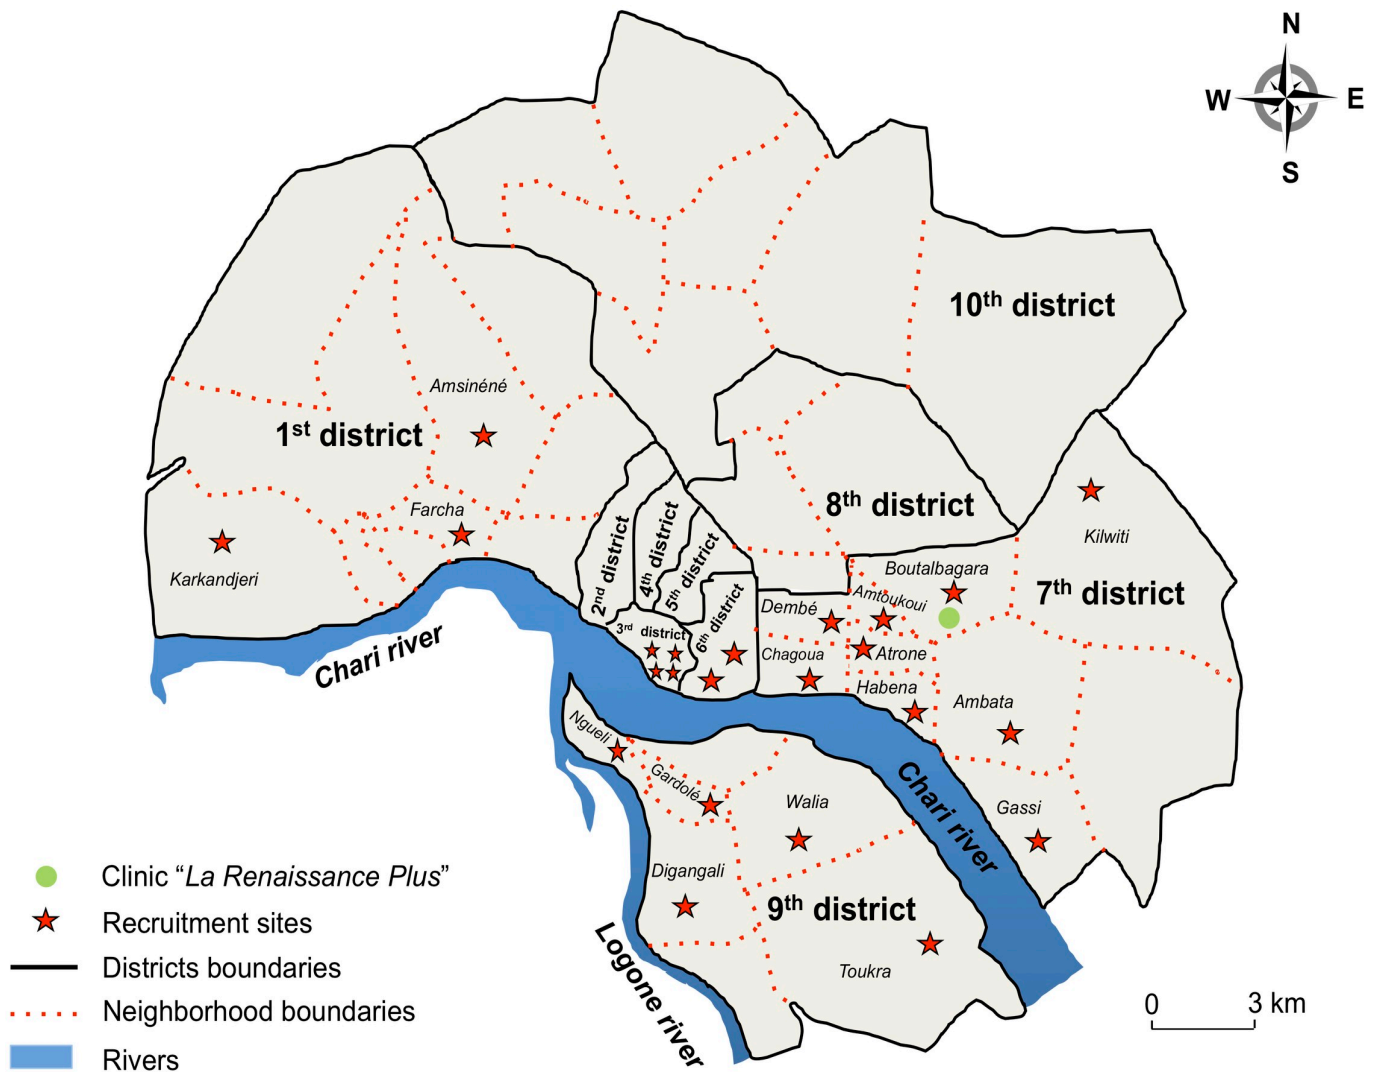 N
W E
S
10th district
Amsinéné
1st district
8th district
Farcha
Kilwiti
Karkandjeri
2nd district
4th district
5th district
6th district
3rd district
Boutalbagara
7th district
Amtoukoui
Dembé
Chagoua
Atrone
Habena
Ambata
Chari river
Ngueli
Gardolé
Walia
Chari river
Gassi
Digangali
9th district
Toukra
Logone river
Clinic “La Renaissance Plus”
Recruitment sites
Districts boundaries
Neighborhood boundaries
Rivers
0 3 km